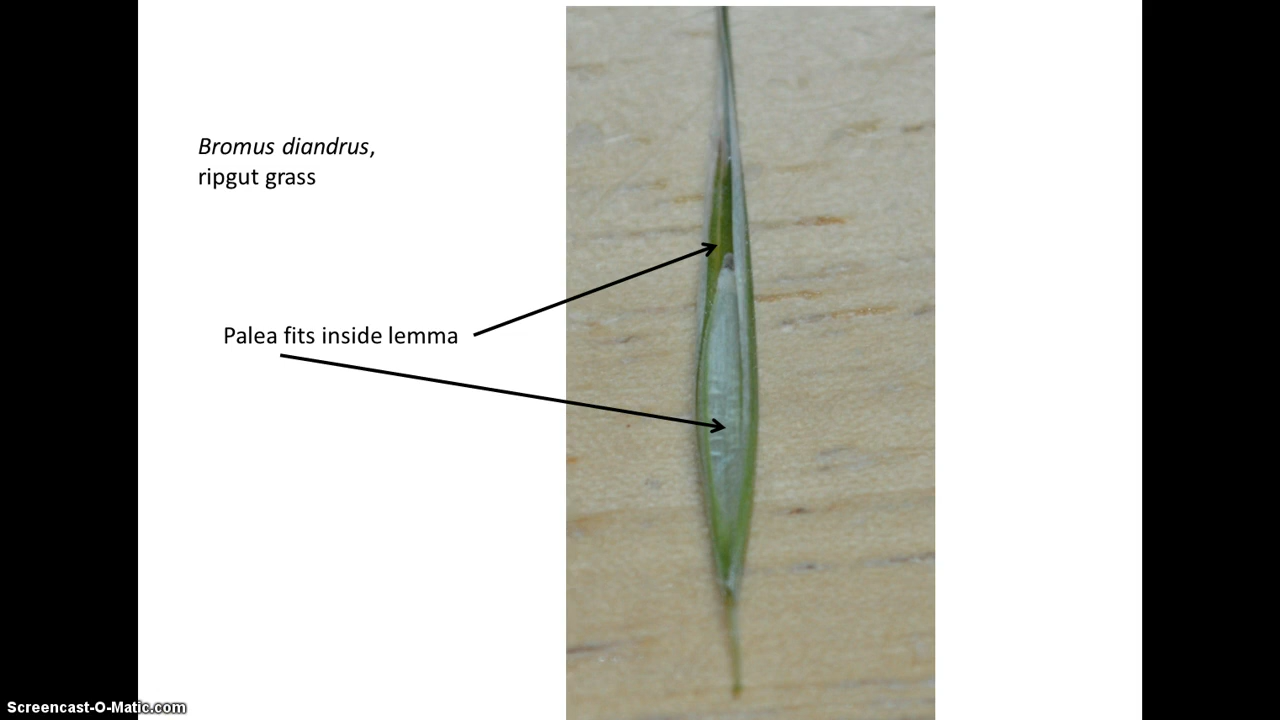 Bromus diandrus,
ripgut grass
Palea fits inside lemma
Screencast-O-Matic.com